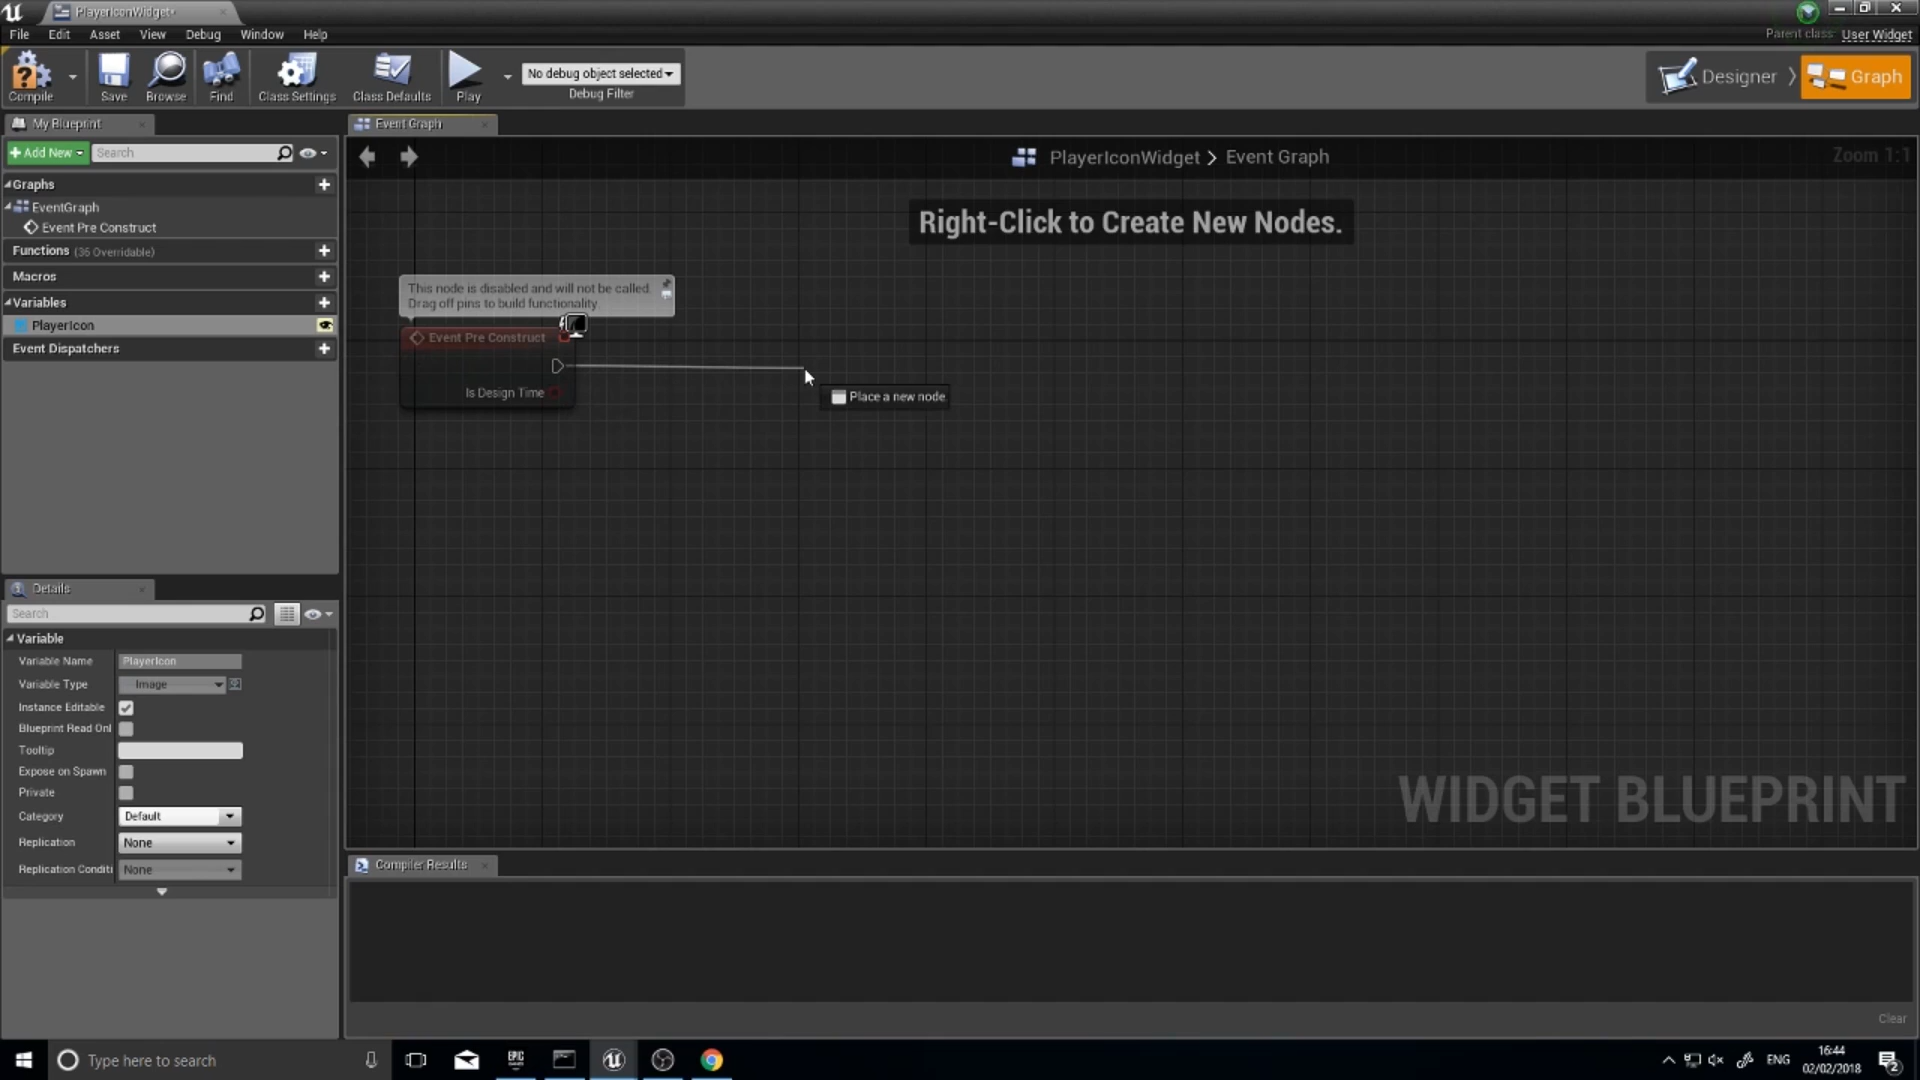 PlayerIconWidget*
File Edit Asset View Debug Window Help
Parent class: User Widget
Compile Save Browse Find Class Settings Class Defaults Play
No debug object selected
Debug Filter
Designer Graph
My Blueprint
Event Graph
Add New Search
PlayerIconWidget > Event Graph
Zoom 1:1
Graphs
EventGraph
Event Pre Construct
Functions (36 Overridable)
Macros
Variables
PlayerIcon
Event Dispatchers
Right-Click to Create New Nodes.
This node is disabled and will not be called.
Drag off pins to build functionality.
Event Pre Construct
Is Design Time
Place a new node.
Details
Search
Variable
Variable Name PlayerIcon
Variable Type Image
Instance Editable
Blueprint Read Onl
Tooltip
Expose on Spawn
Private
Category Default
Replication None
Replication Conditi None
WIDGET BLUEPRINT
Compiler Results
Clear
Type here to search
EPIC
ENG
16:44
02/02/2018
2